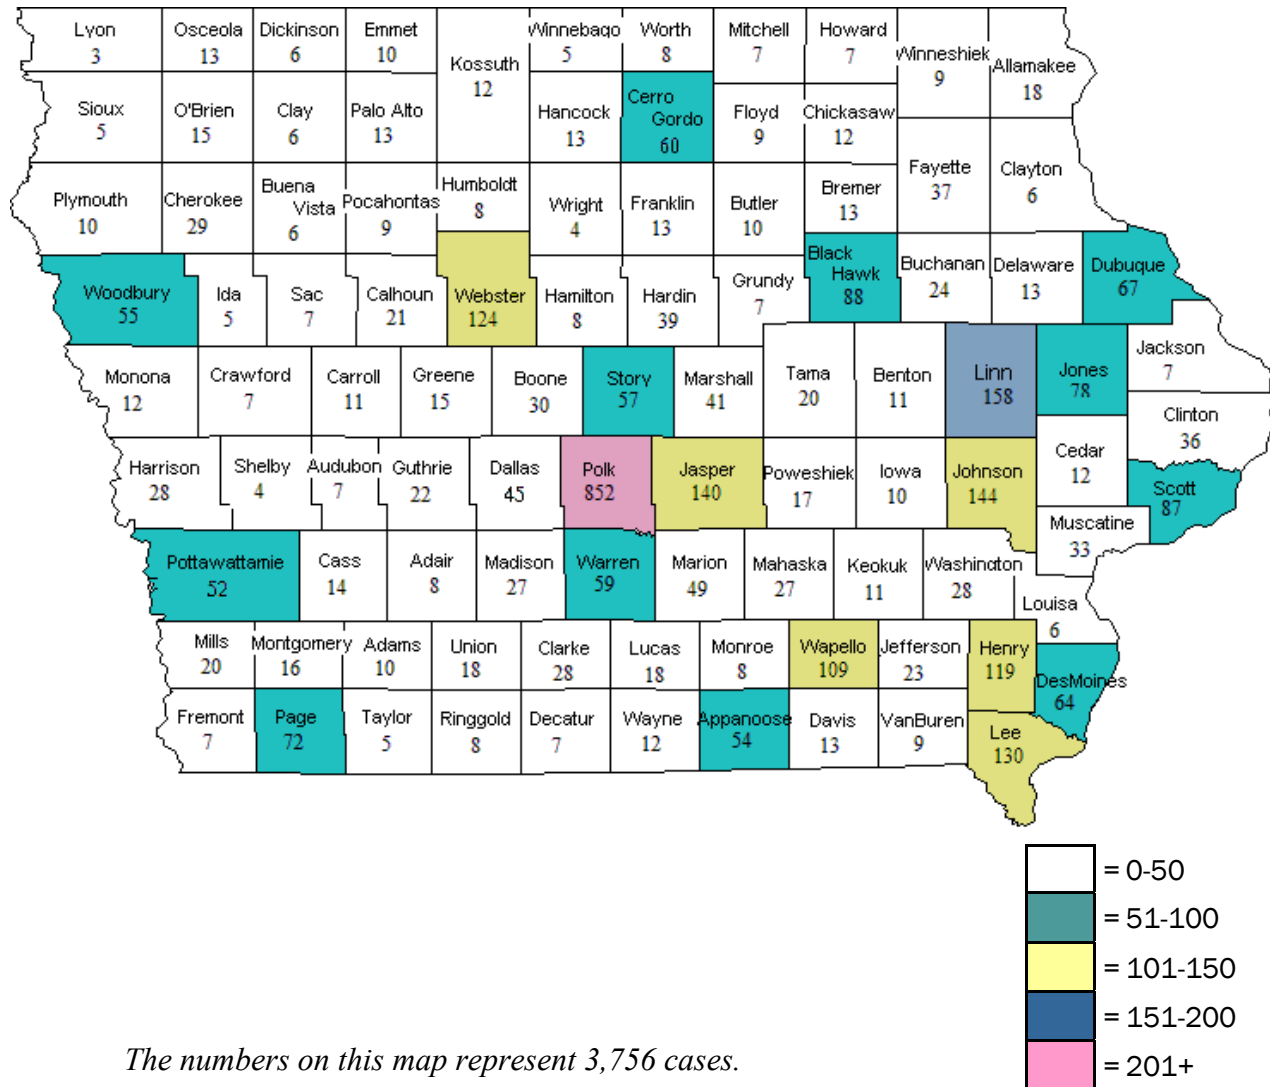 Lyon
3
Osceola
13
Dickinson
6
Emmet
10
Kossuth
12
Winnebago
5
Worth
8
Mitchell
7
Howard
7
Winneshiek
9
Allamakee
18
Sioux
5
O'Brien
15
Clay
6
Palo Alto
13
Hancock
13
Cerro
Gordo
60
Floyd
9
Chickasaw
12
Fayette
37
Clayton
6
Plymouth
10
Cherokee
29
Buena
Vista
6
Pocahontas
9
Humboldt
8
Wright
4
Franklin
13
Butler
10
Bremer
13
Woodbury
55
Ida
5
Sac
7
Calhoun
21
Webster
124
Hamilton
8
Hardin
39
Grundy
7
Black
Hawk
88
Buchanan
24
Delaware
13
Dubuque
67
Monona
12
Crawford
7
Carroll
11
Greene
15
Boone
30
Story
57
Marshall
41
Tama
20
Benton
11
Linn
158
Jones
78
Jackson
7
Clinton
36
Harrison
28
Shelby
4
Audubon
7
Guthrie
22
Dallas
45
Polk
852
Jasper
140
Poweshiek
17
Iowa
10
Johnson
144
Cedar
12
Scott
87
Muscatine
33
Pottawattamie
52
Cass
14
Adair
8
Madison
27
Warren
59
Marion
49
Mahaska
27
Keokuk
11
Washington
28
Louisa
6
Mills
20
Montgomery
16
Adams
10
Union
18
Clarke
28
Lucas
18
Monroe
8
Wapello
109
Jefferson
23
Henry
119
DesMoines
64
Fremont
7
Page
72
Taylor
5
Ringgold
8
Decatur
7
Wayne
12
Appanoose
54
Davis
13
VanBuren
9
Lee
130
= 0-50
= 51-100
= 101-150
= 151-200
= 201+
The numbers on this map represent 3,756 cases.